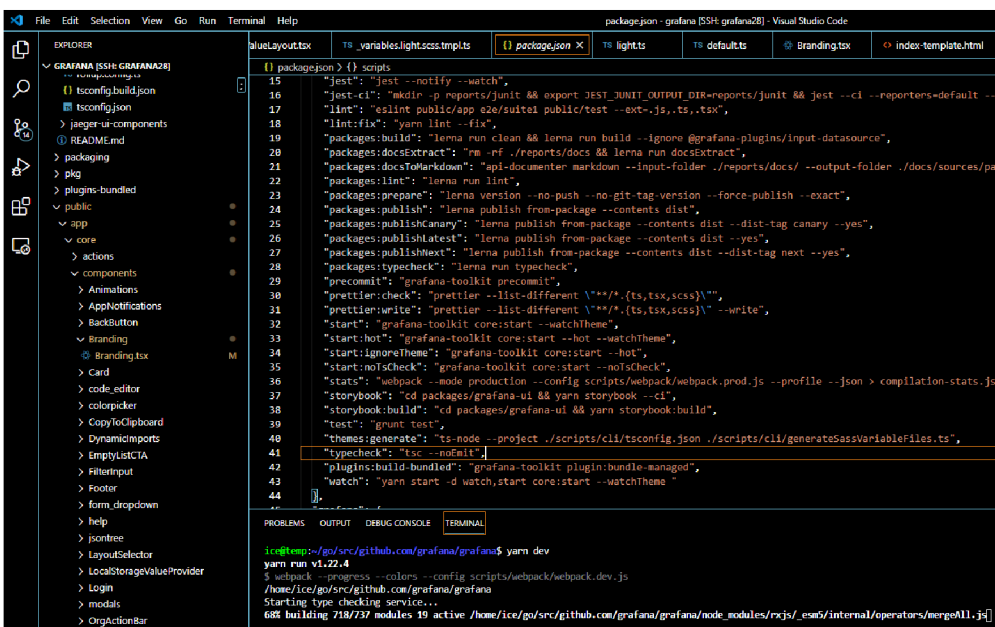 File Edit Selection View Go Run Terminal Help
package.json - grafana [SSH: grafana28] - Visual Studio Code
EXPLORER
GRAFANA [SSH: GRAFANA28]
tsconfig.build.json
tsconfig.json
jaeger-ui-components
README.md
packaging
pkg
plugins-bundled
public
app
core
actions
components
Animations
AppNotifications
BackButton
Branding
Branding.tsx M
Card
code_editor
colorpicker
CopyToClipboard
DynamicImports
EmptyListCTA
FilterInput
Footer
form_dropdown
help
jsontree
LayoutSelector
LocalStorageValueProvider
Login
modals
OrgActionBar
14
alueLayout.tsx TS _variables.light.scss.tmpl.ts {} package.json × TS light.ts TS default.ts Branding.tsx <> index-template.html
{} package.json > {} scripts
15 "jest": "jest --notify --watch",
16 "jest-ci": "mkdir -p reports/junit && export JEST_JUNIT_OUTPUT_DIR=reports/junit && jest --ci --reporters=default --
17 "lint": "eslint public/app e2e/suite1 public/test --ext=.js,.ts,.tsx",
18 "lint:fix": "yarn lint --fix",
19 "packages:build": "lerna run clean && lerna run build --ignore @grafana-plugins/input-datasource",
20 "packages:docsExtract": "rm -rf ./reports/docs && lerna run docsExtract",
21 "packages:docsToMarkdown": "api-documenter markdown --input-folder ./reports/docs/ --output-folder ./docs/sources/pa
22 "packages:lint": "lerna run lint",
23 "packages:prepare": "lerna version --no-push --no-git-tag-version --force-publish --exact",
24 "packages:publish": "lerna publish from-package --contents dist",
25 "packages:publishCanary": "lerna publish from-package --contents dist --dist-tag canary --yes",
26 "packages:publishLatest": "lerna publish from-package --contents dist --yes",
27 "packages:publishNext": "lerna publish from-package --contents dist --dist-tag next --yes",
28 "packages:typecheck": "lerna run typecheck",
29 "precommit": "grafana-toolkit precommit",
30 "prettier:check": "prettier --list-different \"**/*.{ts,tsx,scss}\"",
31 "prettier:write": "prettier --list-different \"**/*.{ts,tsx,scss}\" --write",
32 "start": "grafana-toolkit core:start --watchTheme",
33 "start:hot": "grafana-toolkit core:start --hot --watchTheme",
34 "start:ignoreTheme": "grafana-toolkit core:start --hot",
35 "start:noTsCheck": "grafana-toolkit core:start --noTsCheck",
36 "stats": "webpack --mode production --config scripts/webpack/webpack.prod.js --profile --json > compilation-stats.js
37 "storybook": "cd packages/grafana-ui && yarn storybook --ci",
38 "storybook:build": "cd packages/grafana-ui && yarn storybook:build",
39 "test": "grunt test",
40 "themes:generate": "ts-node --project ./scripts/cli/tsconfig.json ./scripts/cli/generateSassVariableFiles.ts",
41 "typecheck": "tsc --noEmit",
42 "plugins:build-bundled": "grafana-toolkit plugin:bundle-managed",
43 "watch": "yarn start -d watch,start core:start --watchTheme "
44 },
PROBLEMS OUTPUT DEBUG CONSOLE TERMINAL
ice@temp:~/go/src/github.com/grafana/grafana$ yarn dev
yarn run v1.22.4
$ webpack --progress --colors --config scripts/webpack/webpack.dev.js
/home/ice/go/src/github.com/grafana/grafana
Starting type checking service...
68% building 718/737 modules 19 active /home/ice/go/src/github.com/grafana/grafana/node_modules/rxjs/_esm5/internal/operators/mergeAll.js